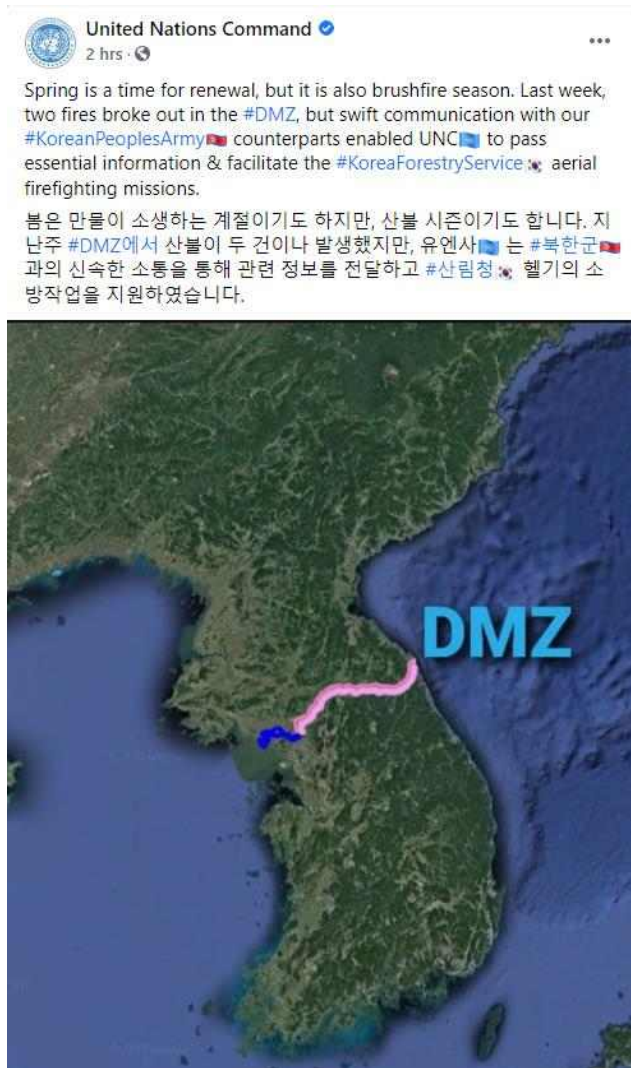 United Nations Command
2 hrs ·
Spring is a time for renewal, but it is also brushfire season. Last week,
two fires broke out in the #DMZ, but swift communication with our
#KoreanPeoplesArmy🇰🇵 counterparts enabled UNC🇺🇳 to pass
essential information & facilitate the #KoreaForestryService🇰🇷 aerial
firefighting missions.
봄은 만물이 소생하는 계절이기도 하지만, 산불 시즌이기도 합니다. 지
난주 #DMZ에서 산불이 두 건이나 발생했지만, 유엔사🇺🇳 는 #북한군🇰🇵
과의 신속한 소통을 통해 관련 정보를 전달하고 #산림청🇰🇷 헬기의 소
방작업을 지원하였습니다.
DMZ